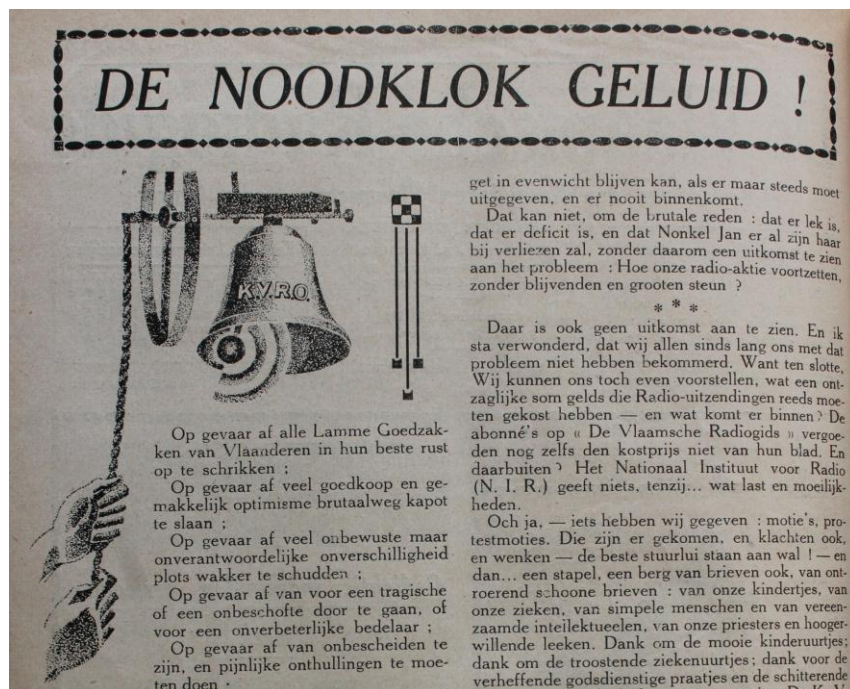 DE NOODKLOK GELUID !
K.V.R.O.
Op gevaar af alle Lamme Goedzak-
ken van Vlaanderen in hun beste rust
op te schrikken ;
Op gevaar af veel goedkoop en ge-
makkelijk optimisme brutaalweg kapot
te slaan ;
Op gevaar af veel onbewuste maar
onverantwoordelijke onverschilligheid
plots wakker te schudden ;
Op gevaar af van voor een tragische
of een onbeschofte door te gaan, of
voor een onverbeterlijke bedelaar ;
Op gevaar af van onbescheiden te
zijn, en pijnlijke onthullingen te moe-
ten doen ;
get in evenwicht blijven kan, als er maar steeds moet
uitgegeven, en er nooit binnenkomt.
Dat kan niet, om de brutale reden : dat er lek is,
dat er deficit is, en dat Nonkel Jan er al zijn haar
bij verliezen zal, zonder daarom een uitkomst te zien
aan het probleem : Hoe onze radio-aktie voortzetten,
zonder blijvenden en grooten steun ?
* * *
Daar is ook geen uitkomst aan te zien. En ik
sta verwonderd, dat wij allen sinds lang ons met dat
probleem niet hebben bekommerd. Want ten slotte,
Wij kunnen ons toch even voorstellen, wat een ont-
zaglijke som gelds die Radio-uitzendingen reeds moe-
ten gekost hebben — en wat komt er binnen? De
abonné's op « De Vlaamsche Radiogids » vergoe-
den nog zelfs den kostprijs niet van hun blad. En
daarbuiten? Het Nationaal Instituut voor Radio
(N. I. R.) geeft niets, tenzij... wat last en moeilijk-
heden.
Och ja, — iets hebben wij gegeven : motie's, pro-
testmoties. Die zijn er gekomen, en klachten ook,
en wenken — de beste stuurlui staan aan wal ! — en
dan... een stapel, een berg van brieven ook, van ont-
roerend schoone brieven : van onze kindertjes, van
onze zieken, van simpele menschen en van vereen-
zaamde inteilektueelen, van onze priesters en hooger-
willende leeken. Dank om de mooie kinderuurtjes;
dank om de troostende ziekenuurtjes; dank voor de
verheffende godsdienstige praatjes en de schitterende